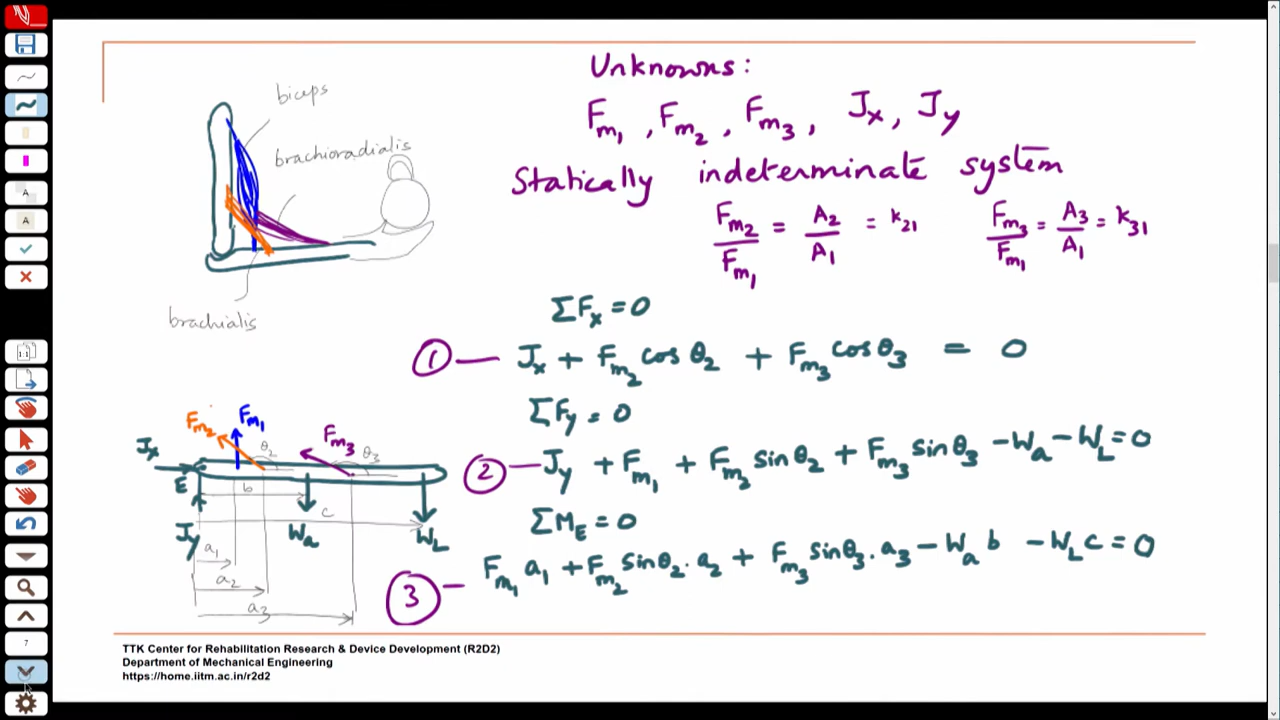 Unknowns:
Fm₁, Fm₂, Fm₃, Jx, Jy
Statically indeterminate system
Fm₂/Fm₁ = A₂/A₁ = k₂₁
Fm₃/Fm₁ = A₃/A₁ = k₃₁
biceps
brachioradialis
brachialis
ΣFx = 0
① — Jx + Fm₂ cos θ₂ + Fm₃ cos θ₃ = 0
ΣFy = 0
② — Jy + Fm₁ + Fm₂ sin θ₂ + Fm₃ sin θ₃ - Wa - WL = 0
ΣME = 0
③ — Fm₁ a₁ + Fm₂ sin θ₂ · a₂ + Fm₃ sin θ₃ · a₃ - Wa b - WL c = 0
Fm₂
Fm₁
Fm₃
Jx
θ₂
θ₃
E
b
c
Jy
Wa
WL
a₁
a₂
a₃
TTK Center for Rehabilitation Research & Device Development (R2D2)
Department of Mechanical Engineering
https://home.iitm.ac.in/r2d2
A
A
1:1
7